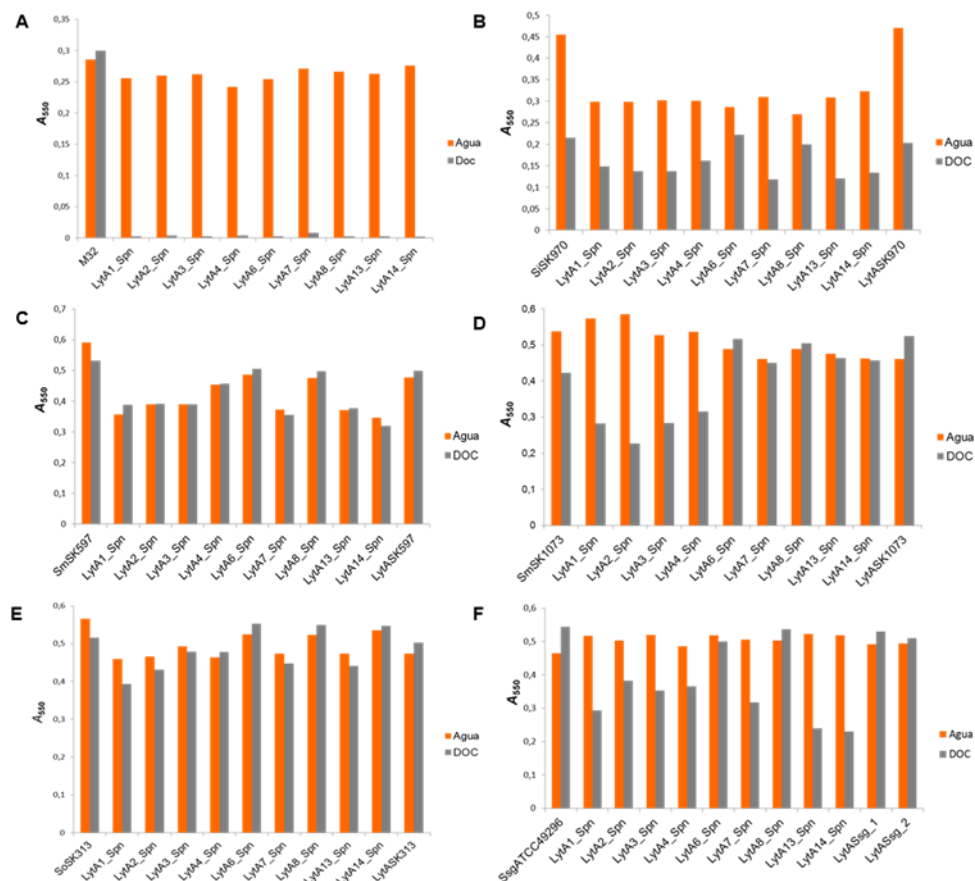 A
0,35
0,3
0,25
0,2
0,15
0,1
0,05
0
A550
Agua
Doc
M32
LytA1_Spn
LytA2_Spn
LytA3_Spn
LytA4_Spn
LytA6_Spn
LytA7_Spn
LytA8_Spn
LytA13_Spn
LytA14_Spn
B
0,5
0,45
0,4
0,35
0,3
0,25
0,2
0,15
0,1
0,05
0
A550
Agua
DOC
SiSK970
LytA1_Spn
LytA2_Spn
LytA3_Spn
LytA4_Spn
LytA6_Spn
LytA7_Spn
LytA8_Spn
LytA13_Spn
LytA14_Spn
LytASK970
C
0,7
0,6
0,5
0,4
0,3
0,2
0,1
0
A550
Agua
DOC
SmSK597
LytA1_Spn
LytA2_Spn
LytA3_Spn
LytA4_Spn
LytA6_Spn
LytA7_Spn
LytA8_Spn
LytA13_Spn
LytA14_Spn
LytASK597
D
0,6
0,5
0,4
0,3
0,2
0,1
0
A550
Agua
DOC
SmSK1073
LytA1_Spn
LytA2_Spn
LytA3_Spn
LytA4_Spn
LytA6_Spn
LytA7_Spn
LytA8_Spn
LytA13_Spn
LytA14_Spn
LytASK1073
E
0,6
0,5
0,4
0,3
0,2
0,1
0
A550
Agua
DOC
SoSK313
LytA1_Spn
LytA2_Spn
LytA3_Spn
LytA4_Spn
LytA6_Spn
LytA7_Spn
LytA8_Spn
LytA13_Spn
LytA14_Spn
LytASK313
F
0,6
0,5
0,4
0,3
0,2
0,1
0
A550
Agua
DOC
SsgATCC49296
LytA1_Spn
LytA2_Spn
LytA3_Spn
LytA4_Spn
LytA6_Spn
LytA7_Spn
LytA8_Spn
LytA13_Spn
LytA14_Spn
LytASsg_1
LytASsg_2